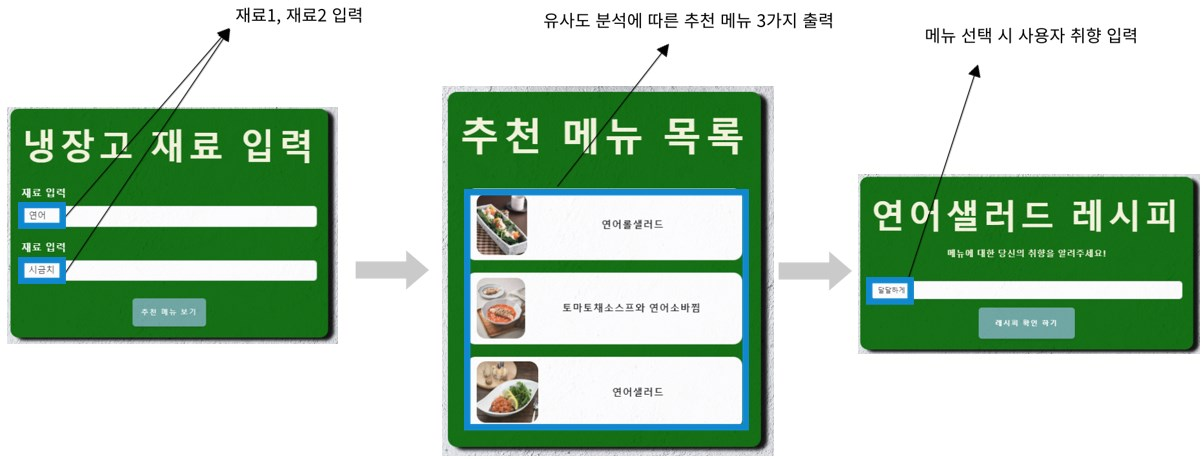 재료1, 재료2 입력
유사도 분석에 따른 추천 메뉴 3가지 출력
메뉴 선택 시 사용자 취향 입력
냉장고 재료 입력
재료 입력
연어
재료 입력
시금치
추천 메뉴 보기
추천 메뉴 목록
연어롤샐러드
토마토채소스프와 연어소바찜
연어샐러드
연어샐러드 레시피
메뉴에 대한 당신의 취향을 알려주세요!
달달하게
레시피 확인 하기